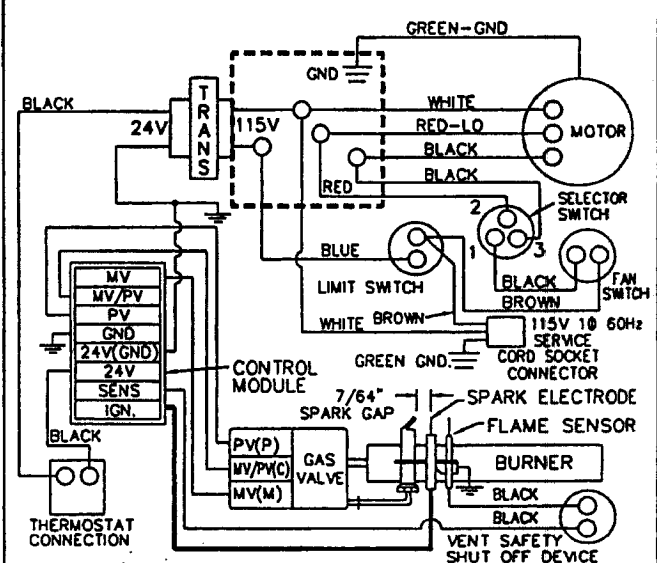 GREEN-GND
GND
BLACK
TRANS
24V
115V
WHITE
RED-LO
MOTOR
BLACK
BLACK
RED
SELECTOR
SWITCH
2
1
3
BLUE
LIMIT SWITCH
BLACK
BROWN
FAN
SWITCH
MV
MV/PV
PV
GND
24V(GND)
24V
SENS
IGN.
WHITE
BROWN
115V 1Φ 60Hz
SERVICE
CORD SOCKET
CONNECTOR
GREEN GND.
CONTROL
MODULE
7/64"
SPARK GAP
SPARK ELECTRODE
FLAME SENSOR
BLACK
PV(P)
MV/PV(C)
MV(M)
GAS
VALVE
BURNER
BLACK
BLACK
THERMOSTAT
CONNECTION
VENT SAFETY
SHUT OFF DEVICE